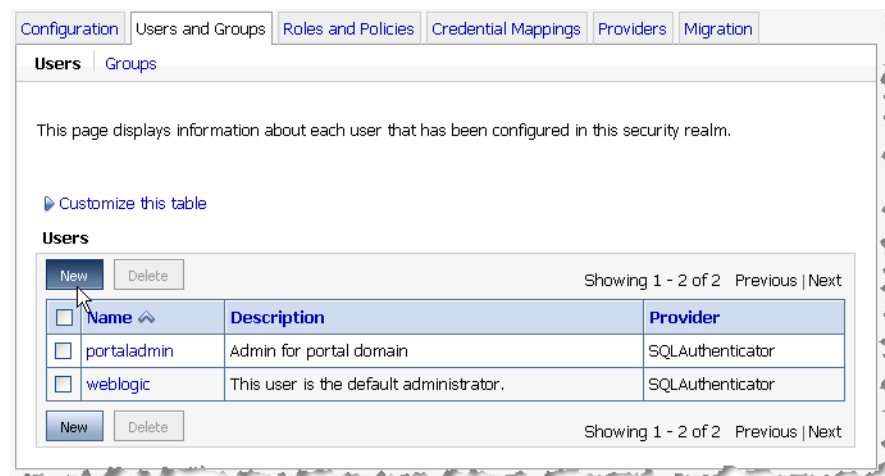 Configuration Users and Groups Roles and Policies Credential Mappings Providers Migration
Users Groups
This page displays information about each user that has been configured in this security realm.
Customize this table
Users
New Delete Showing 1 - 2 of 2 Previous | Next
Name Description Provider
portaladmin Admin for portal domain SQLAuthenticator
weblogic This user is the default administrator. SQLAuthenticator
New Delete Showing 1 - 2 of 2 Previous | Next